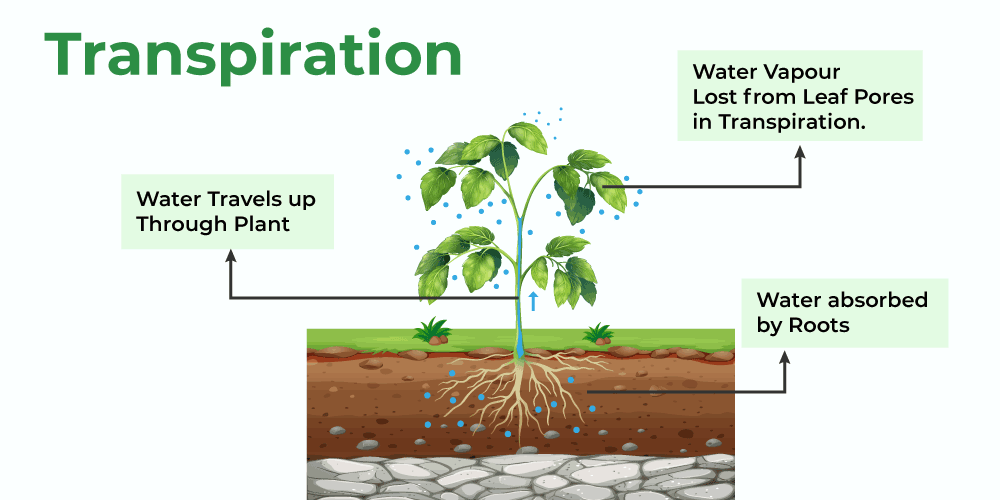 Transpiration
Water Vapour
Lost from Leaf Pores
in Transpiration.
Water Travels up
Through Plant
Water absorbed
by Roots